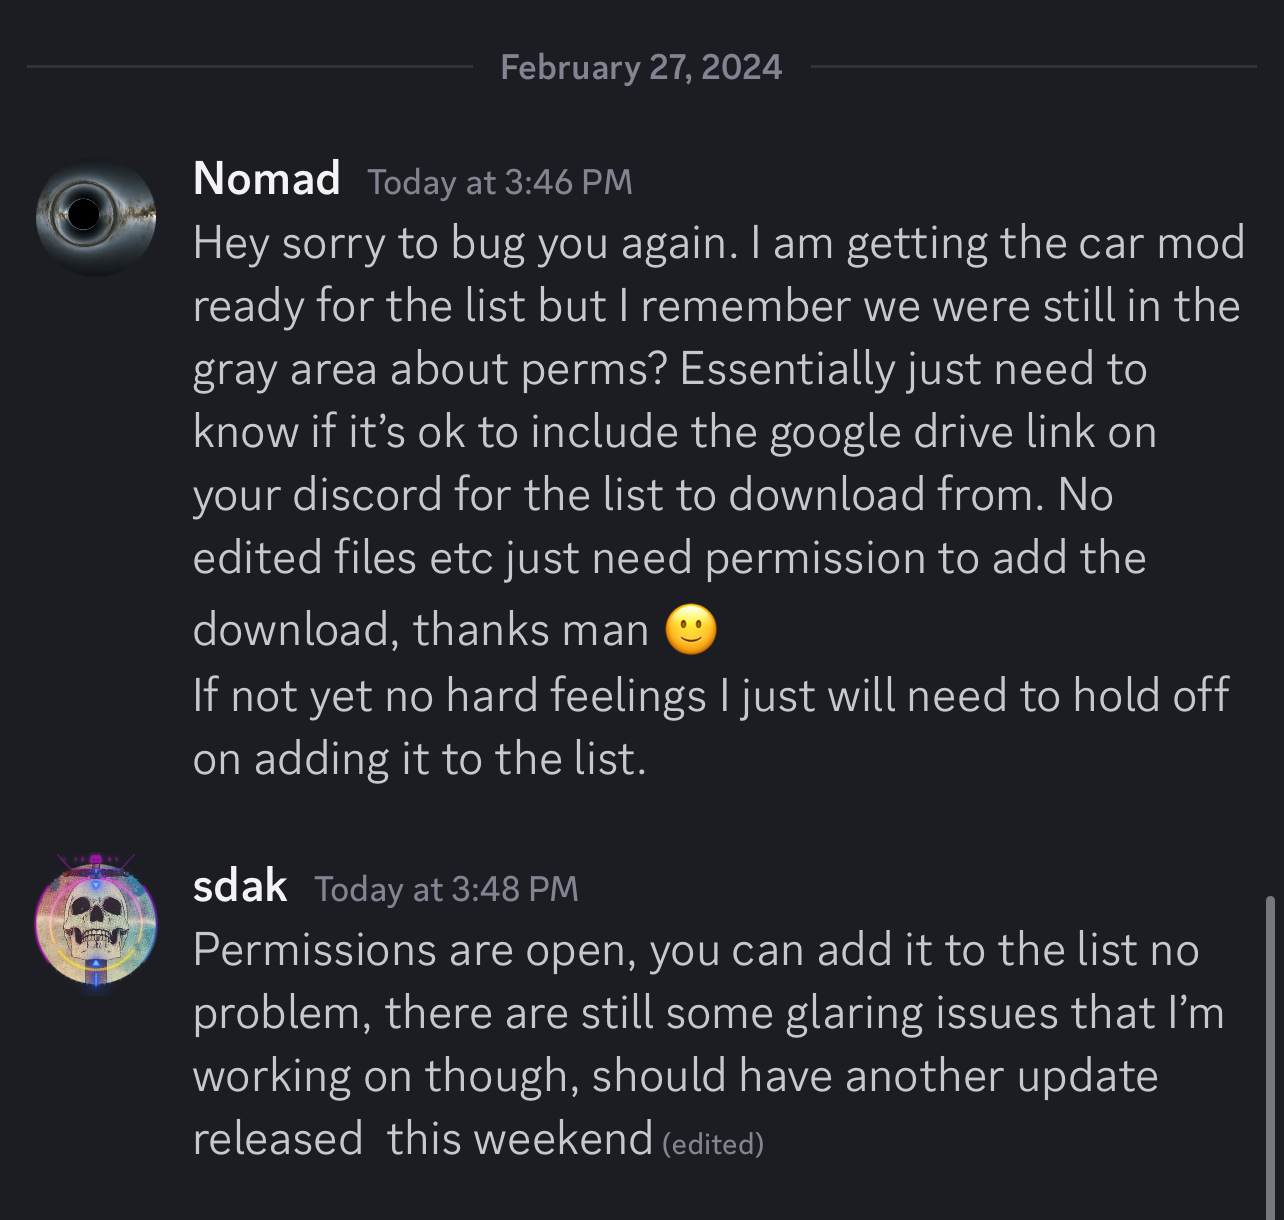 February 27, 2024
Nomad Today at 3:46 PM
Hey sorry to bug you again. I am getting the car mod
ready for the list but I remember we were still in the
gray area about perms? Essentially just need to
know if it’s ok to include the google drive link on
your discord for the list to download from. No
edited files etc just need permission to add the
download, thanks man 🙂
If not yet no hard feelings I just will need to hold off
on adding it to the list.
sdak Today at 3:48 PM
Permissions are open, you can add it to the list no
problem, there are still some glaring issues that I’m
working on though, should have another update
released  this weekend (edited)